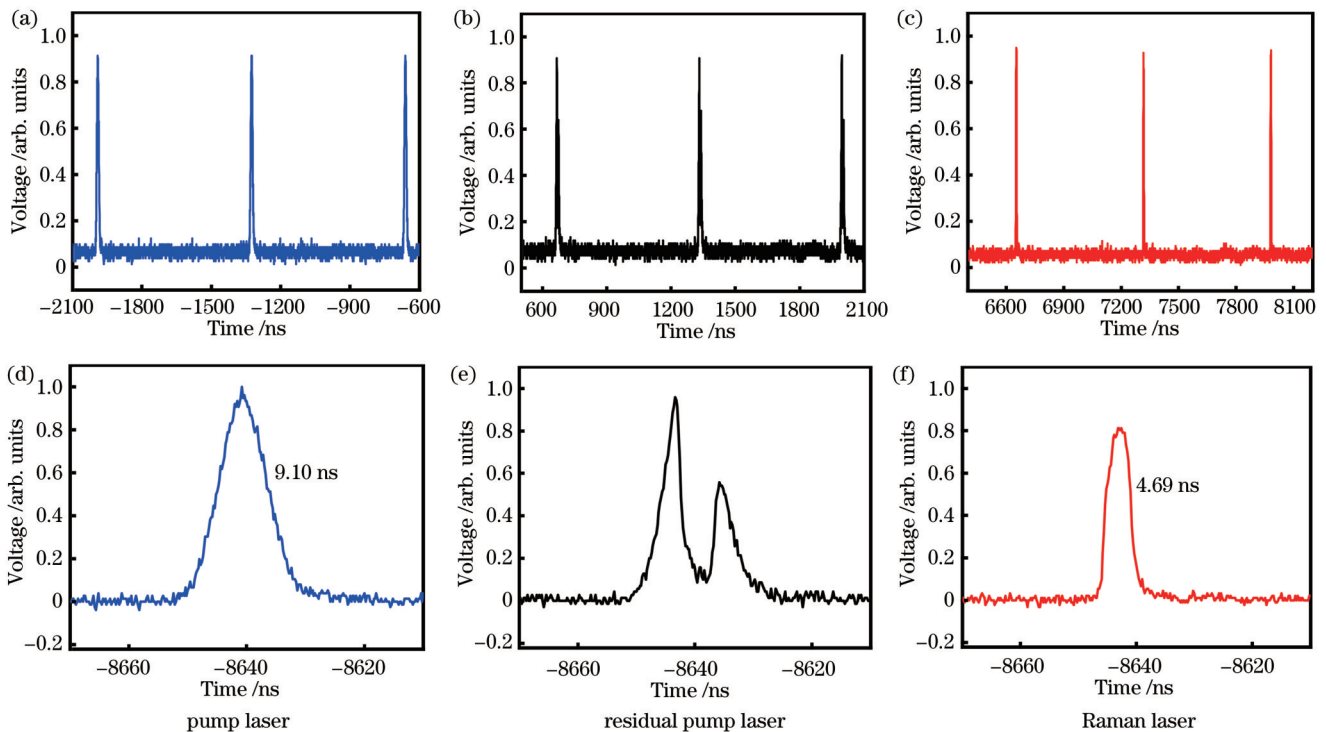 (a)
Voltage /arb. units
1.0
0.8
0.6
0.4
0.2
0
−2100 −1800 −1500 −1200 −900 −600
Time /ns
(b)
Voltage /arb. units
1.0
0.8
0.6
0.4
0.2
0
600 900 1200 1500 1800 2100
Time /ns
(c)
Voltage /arb. units
1.0
0.8
0.6
0.4
0.2
0
6600 6900 7200 7500 7800 8100
Time /ns
(d)
Voltage /arb. units
1.0
0.8
0.6
0.4
0.2
0
−0.2
9.10 ns
−8660 −8640 −8620
Time /ns
pump laser
(e)
Voltage /arb. units
1.0
0.8
0.6
0.4
0.2
0
−0.2
−8660 −8640 −8620
Time /ns
residual pump laser
(f)
Voltage /arb. units
1.0
0.8
0.6
0.4
0.2
0
−0.2
4.69 ns
−8660 −8640 −8620
Time /ns
Raman laser